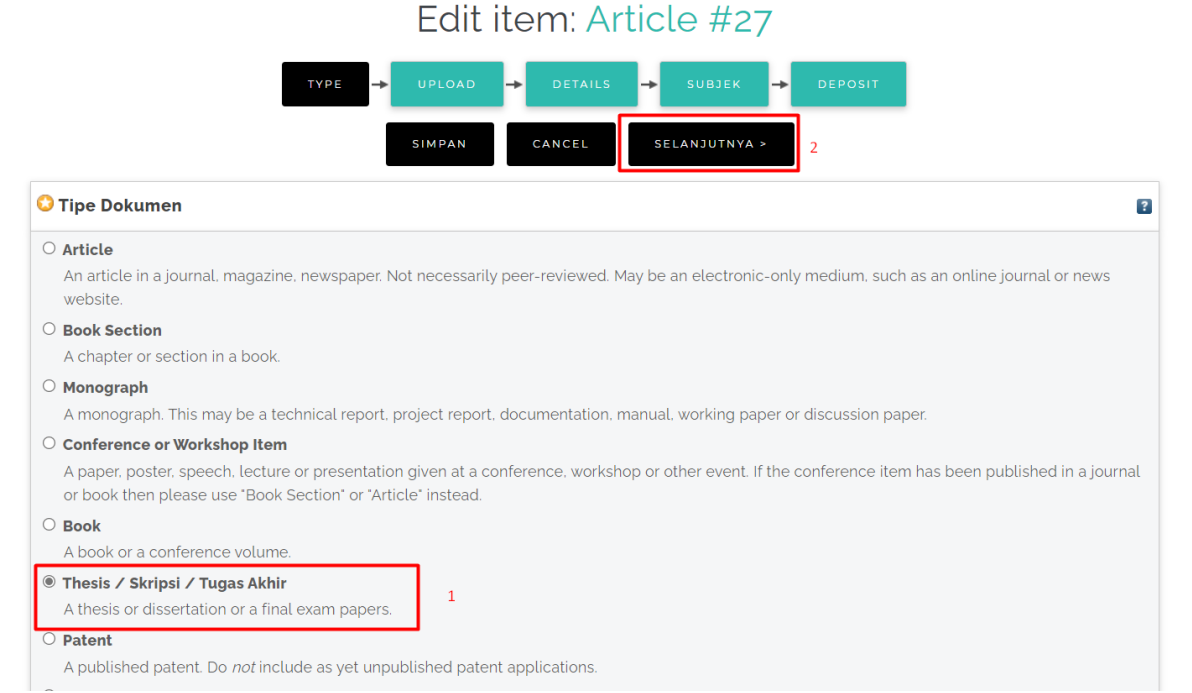 Edit item: Article #27
TYPE UPLOAD DETAILS SUBJEK DEPOSIT
SIMPAN CANCEL SELANJUTNYA > 2
Tipe Dokumen ?
Article
An article in a journal, magazine, newspaper. Not necessarily peer-reviewed. May be an electronic-only medium, such as an online journal or news
website.
Book Section
A chapter or section in a book.
Monograph
A monograph. This may be a technical report, project report, documentation, manual, working paper or discussion paper.
Conference or Workshop Item
A paper, poster, speech, lecture or presentation given at a conference, workshop or other event. If the conference item has been published in a journal
or book then please use "Book Section" or "Article" instead.
Book
A book or a conference volume.
Thesis / Skripsi / Tugas Akhir
A thesis or dissertation or a final exam papers. 1
Patent
A published patent. Do not include as yet unpublished patent applications.